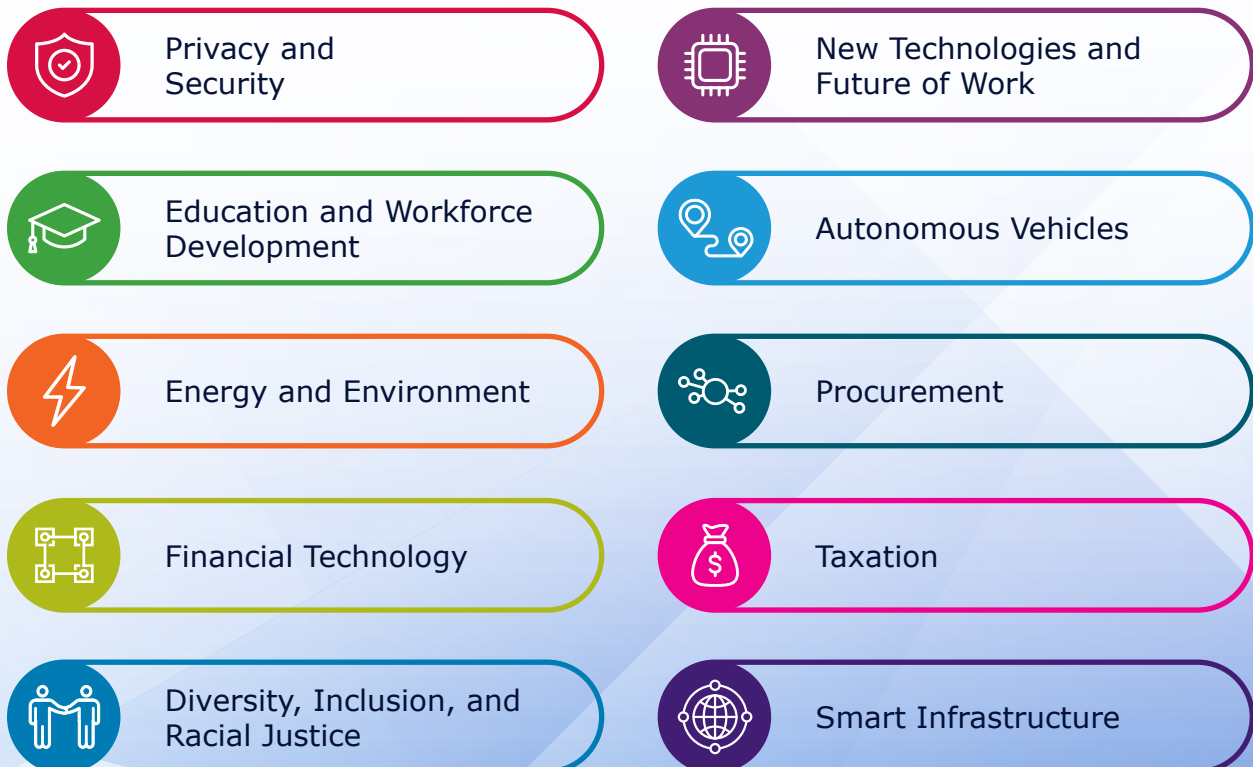 Privacy and
Security
New Technologies and
Future of Work
Education and Workforce
Development
Autonomous Vehicles
Energy and Environment
Procurement
Financial Technology
Taxation
$
Diversity, Inclusion, and
Racial Justice
Smart Infrastructure